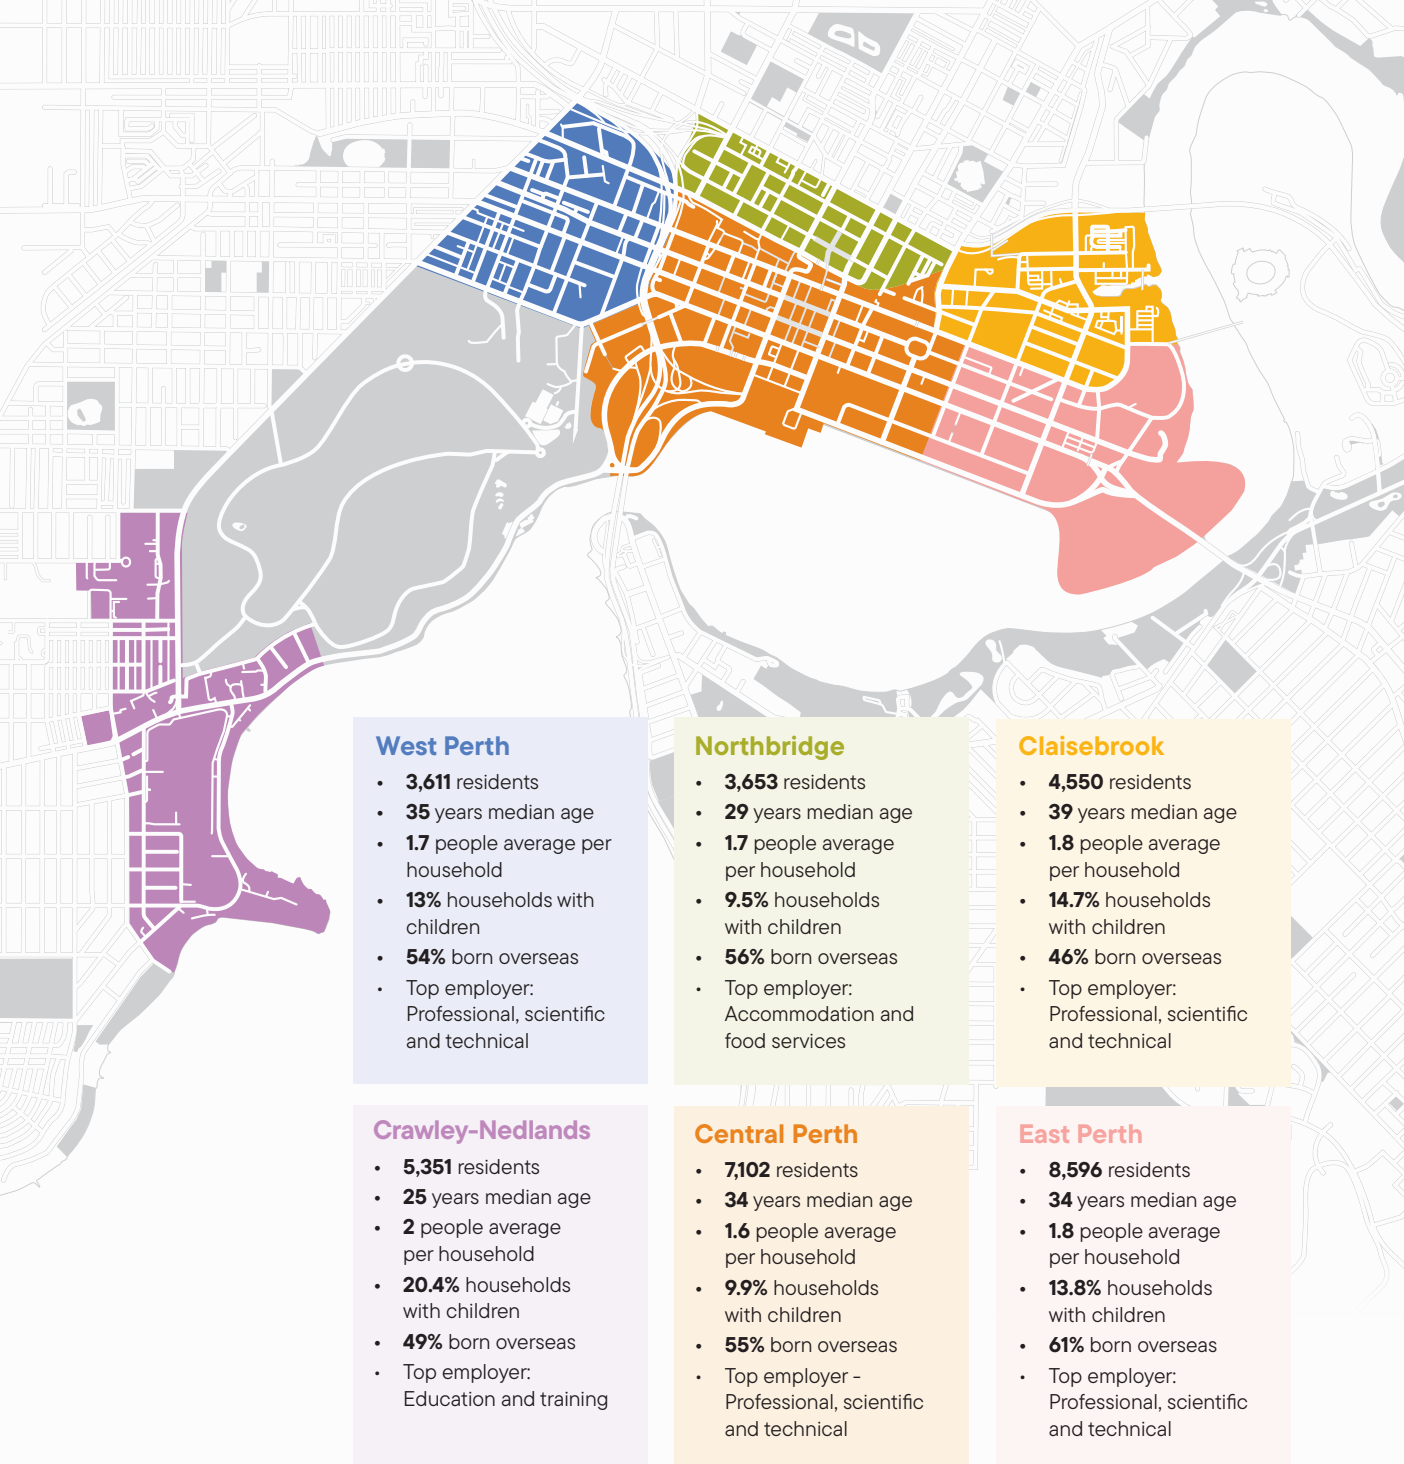 West Perth
• 3,611 residents
• 35 years median age
• 1.7 people average per
household
• 13% households with
children
• 54% born overseas
• Top employer:
Professional, scientific
and technical
Northbridge
• 3,653 residents
• 29 years median age
• 1.7 people average
per household
• 9.5% households
with children
• 56% born overseas
• Top employer:
Accommodation and
food services
Claisebrook
• 4,550 residents
• 39 years median age
• 1.8 people average
per household
• 14.7% households
with children
• 46% born overseas
• Top employer:
Professional, scientific
and technical
Crawley-Nedlands
• 5,351 residents
• 25 years median age
• 2 people average
per household
• 20.4% households
with children
• 49% born overseas
• Top employer:
Education and training
Central Perth
• 7,102 residents
• 34 years median age
• 1.6 people average
per household
• 9.9% households
with children
• 55% born overseas
• Top employer -
Professional, scientific
and technical
East Perth
• 8,596 residents
• 34 years median age
• 1.8 people average
per household
• 13.8% households
with children
• 61% born overseas
• Top employer:
Professional, scientific
and technical